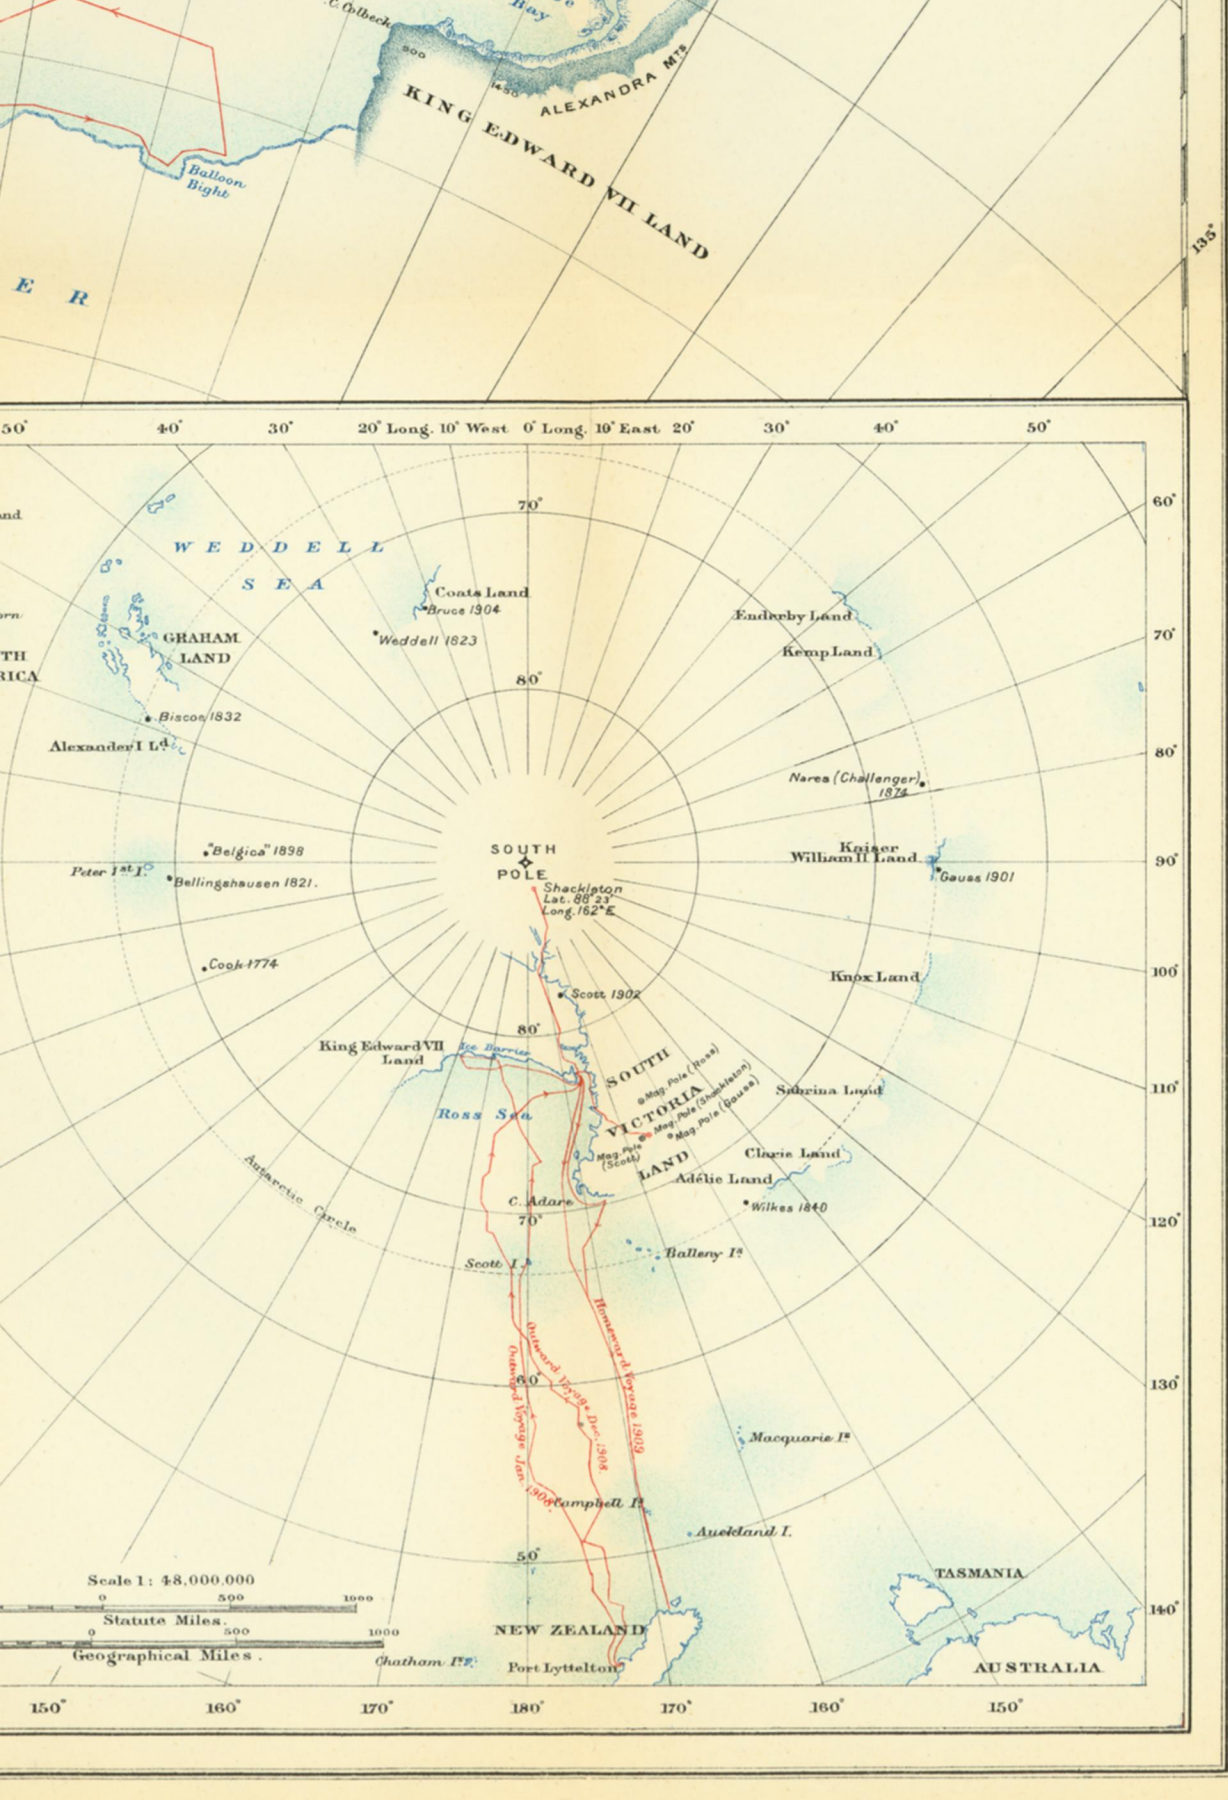 C. Colbeck
Bay
900
1450
ALEXANDRA MTS
KING EDWARD VII LAND
Balloon
Bight
E R
135°
50° 40° 30° 20° Long. 10° West 0° Long. 10° East 20° 30° 40° 50°
60°
70°
WEDDELL
SEA
Coats Land
Bruce 1904
Weddell 1823
Enderby Land
Kemp Land
70°
GRAHAM
LAND
TH
RICA
80°
Biscoe 1832
Alexander I Ld.
80°
Nares (Challenger)
1874
SOUTH
POLE
"Belgica" 1898
Peter 1st I.
Bellingshausen 1821.
Kaiser
William II Land
90°
Gauss 1901
Shackleton
Lat. 88° 23'
Long. 162° E
Cook 1774
Knox Land
100°
Scott 1902
80°
King Edward VII
Land
Ice Barrier
SOUTH
VICTORIA
LAND
Mag. Pole (Ross)
Mag. Pole (Shackleton)
Mag. Pole (Gauss)
Mag. Pole
(Scott)
Sabrina Land
110°
Ross Sea
Clarie Land
Adélie Land
Wilkes 1840
Antarctic Circle
C. Adare
70°
120°
Balleny Is
Scott I.
Homeward Voyage 1909
Outward Voyage Dec. 1908
Outward Voyage Jan. 1908.
60°
130°
Macquarie Is
Campbell Is
Auckland I.
50°
TASMANIA
140°
Scale 1: 48,000,000
0 500 1000
Statute Miles.
0 500 1000
Geographical Miles.
NEW ZEALAND
Chatham Is
Port Lyttelton
AUSTRALIA
150° 160° 170° 180° 170° 160° 150°